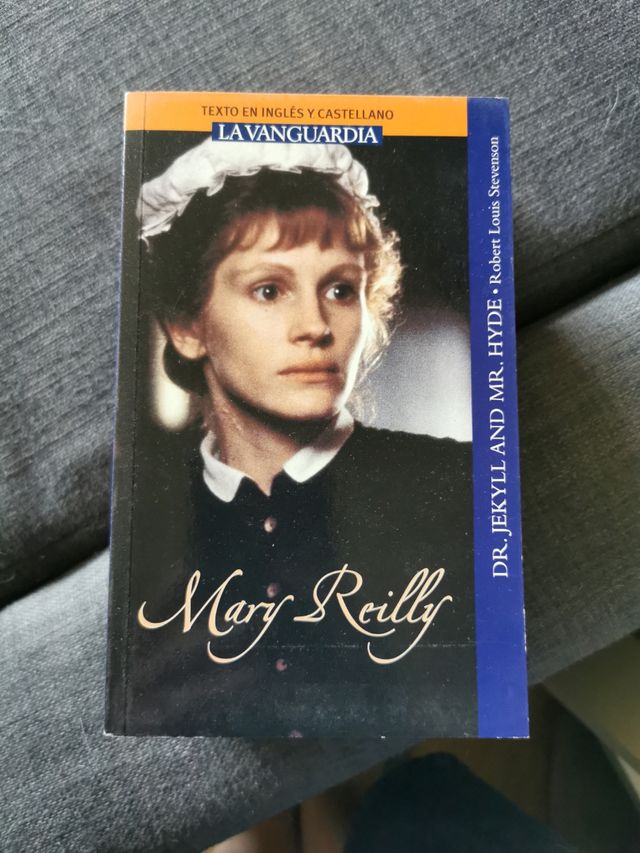 TEXTO EN INGLÉS Y CASTELLANO
LA VANGUARDIA
Mary Reilly
DR. JEKYLL AND MR. HYDE • Robert Louis Stevenson